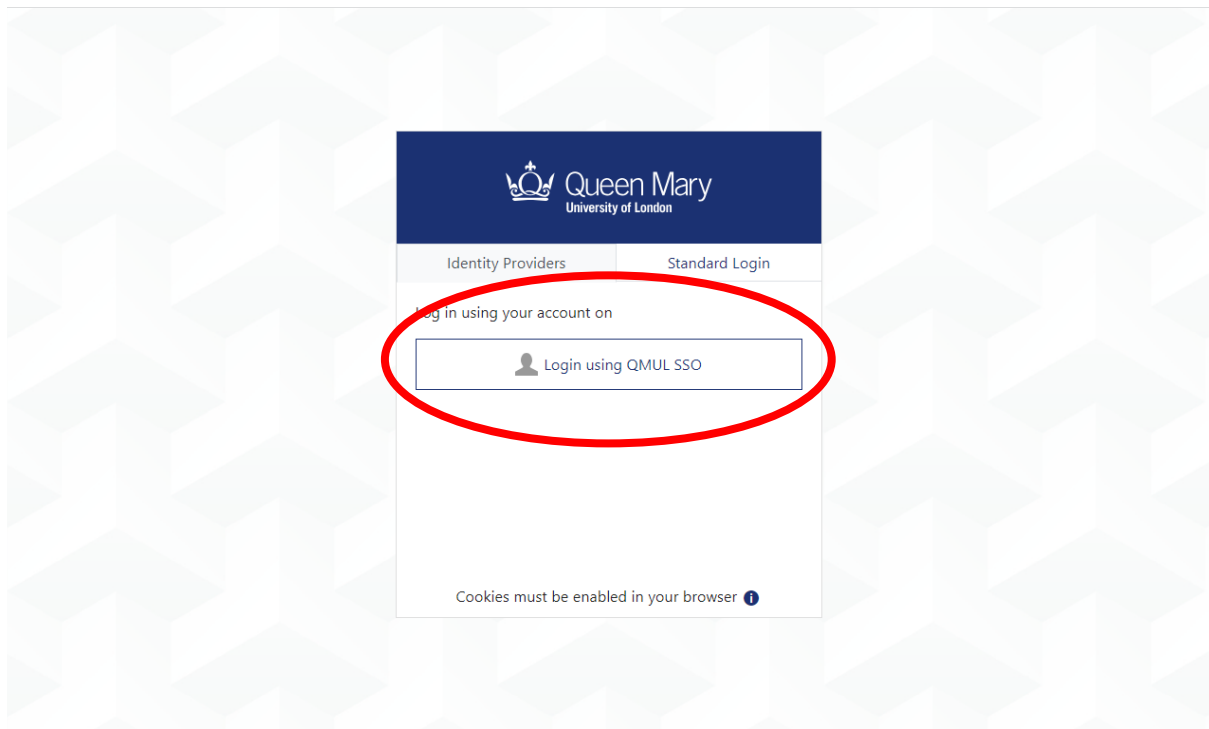 Queen Mary
University of London
Identity Providers
Standard Login
Log in using your account on
Login using QMUL SSO
Cookies must be enabled in your browser